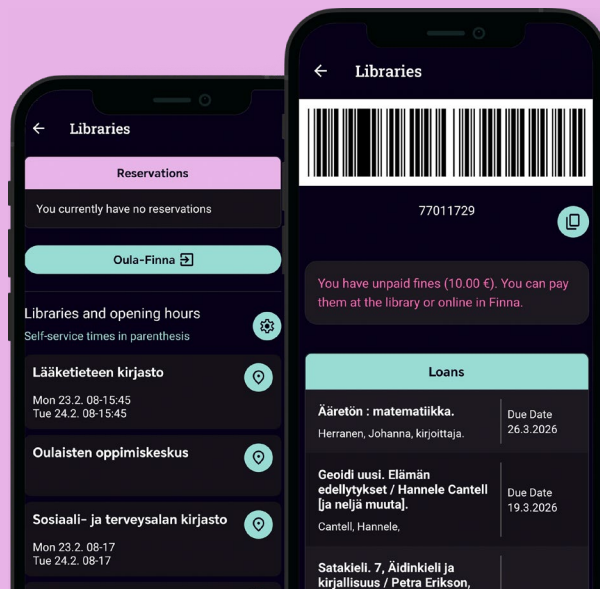 Libraries
Reservations
You currently have no reservations
Oula-Finna
Libraries and opening hours
Self-service times in parenthesis
Lääketieteen kirjasto
Mon 23.2. 08-15:45
Tue 24.2. 08-15:45
Oulaisten oppimiskeskus
Sosiaali- ja terveysalan kirjasto
Mon 23.2. 08-17
Tue 24.2. 08-17
Libraries
77011729
You have unpaid fines (10.00 €). You can pay
them at the library or online in Finna.
Loans
Ääretön : matematiikka.
Herranen, Johanna, kirjoittaja.
Due Date
26.3.2026
Geoidi uusi. Elämän
edellytykset / Hannele Cantell
[ja neljä muuta].
Cantell, Hannele,
Due Date
19.3.2026
Satakieli. 7, Äidinkieli ja
kirjallisuus / Petra Erikson,